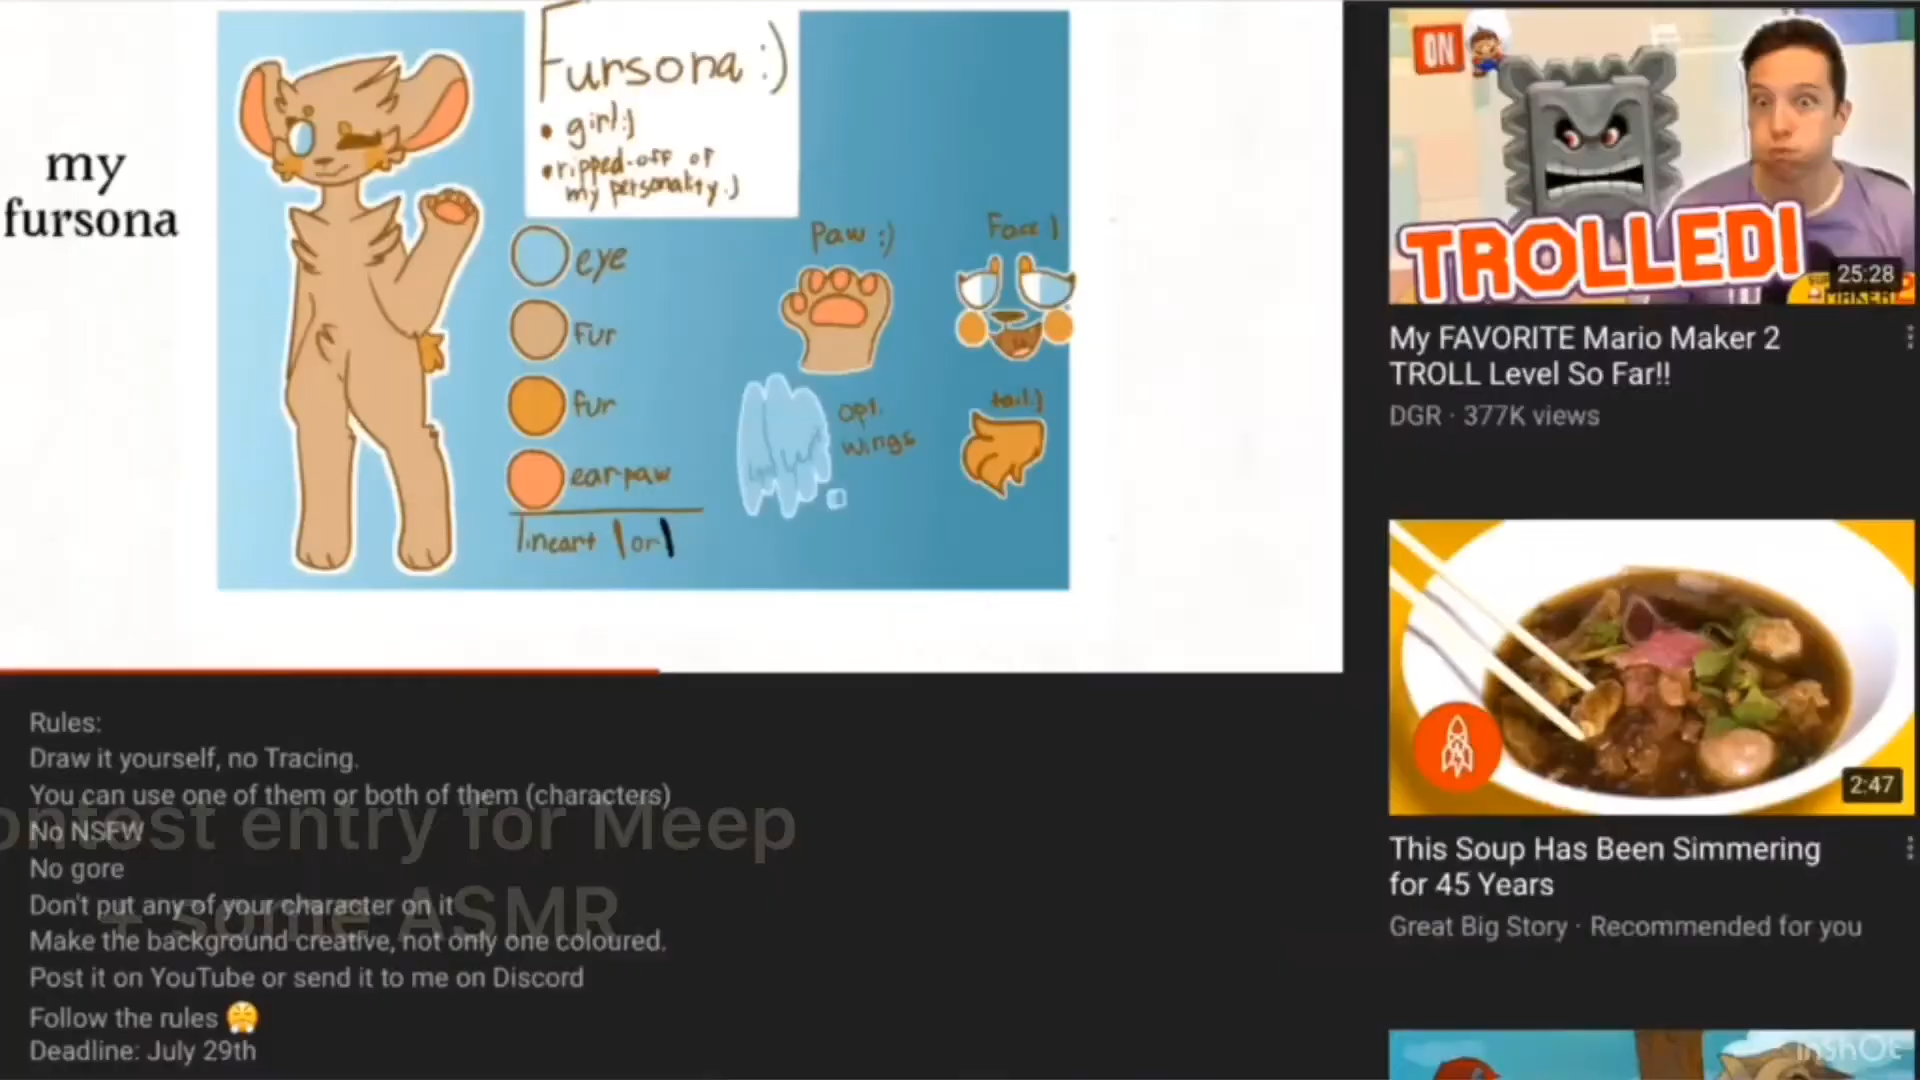 my
fursona
Fursona :)
• girl:)
• ripped-off of
my personality:)
eye
Fur
fur
ear paw
lineart \ or \
Paw :)
Face :)
opt.
wings
tail:)
Rules:
Draw it yourself, no Tracing.
You can use one of them or both of them (characters)
No NSFW
No gore
Don't put any of your character on it
Make the background creative, not only one coloured.
Post it on YouTube or send it to me on Discord
Follow the rules 😤
Deadline: July 29th
ontest entry for Meep
+ some ASMR
ON
TROLLED!
25:28
My FAVORITE Mario Maker 2
TROLL Level So Far!!
DGR · 377K views
2:47
This Soup Has Been Simmering
for 45 Years
Great Big Story · Recommended for you
InShOt